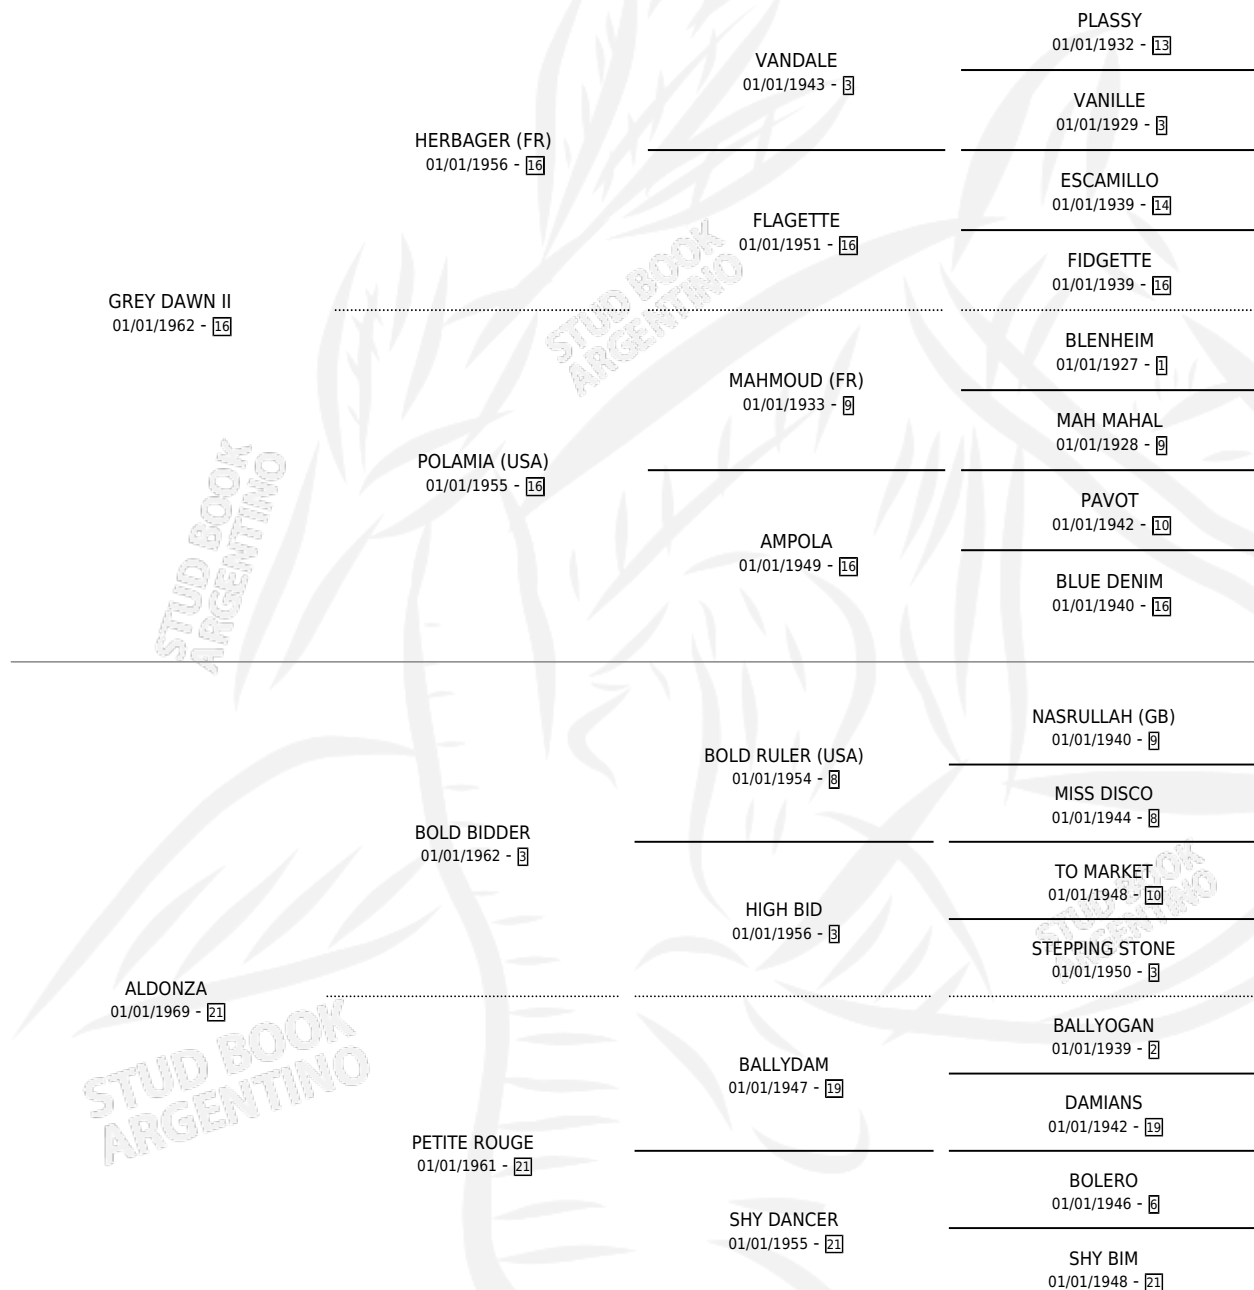 PLASSY
01/01/1932 - 13
VANDALE
01/01/1943 - 3
VANILLE
01/01/1929 - 3
HERBAGER (FR)
01/01/1956 - 16
ESCAMILLO
01/01/1939 - 14
FLAGETTE
01/01/1951 - 16
FIDGETTE
01/01/1939 - 16
GREY DAWN II
01/01/1962 - 16
BLENHEIM
01/01/1927 - 1
MAHMOUD (FR)
01/01/1933 - 9
MAH MAHAL
01/01/1928 - 9
POLAMIA (USA)
01/01/1955 - 16
PAVOT
01/01/1942 - 10
AMPOLA
01/01/1949 - 16
BLUE DENIM
01/01/1940 - 16
NASRULLAH (GB)
01/01/1940 - 9
BOLD RULER (USA)
01/01/1954 - 8
MISS DISCO
01/01/1944 - 8
BOLD BIDDER
01/01/1962 - 3
TO MARKET
01/01/1948 - 10
HIGH BID
01/01/1956 - 3
STEPPING STONE
01/01/1950 - 3
ALDONZA
01/01/1969 - 21
BALLYOGAN
01/01/1939 - 2
BALLYDAM
01/01/1947 - 19
DAMIANS
01/01/1942 - 19
PETITE ROUGE
01/01/1961 - 21
BOLERO
01/01/1946 - 6
SHY DANCER
01/01/1955 - 21
SHY BIM
01/01/1948 - 21
STUD BOOK
ARGENTINO
STUD BOOK
ARGENTINO
STUD BOOK
ARGENTINO
STUD BOOK
ARGENTINO